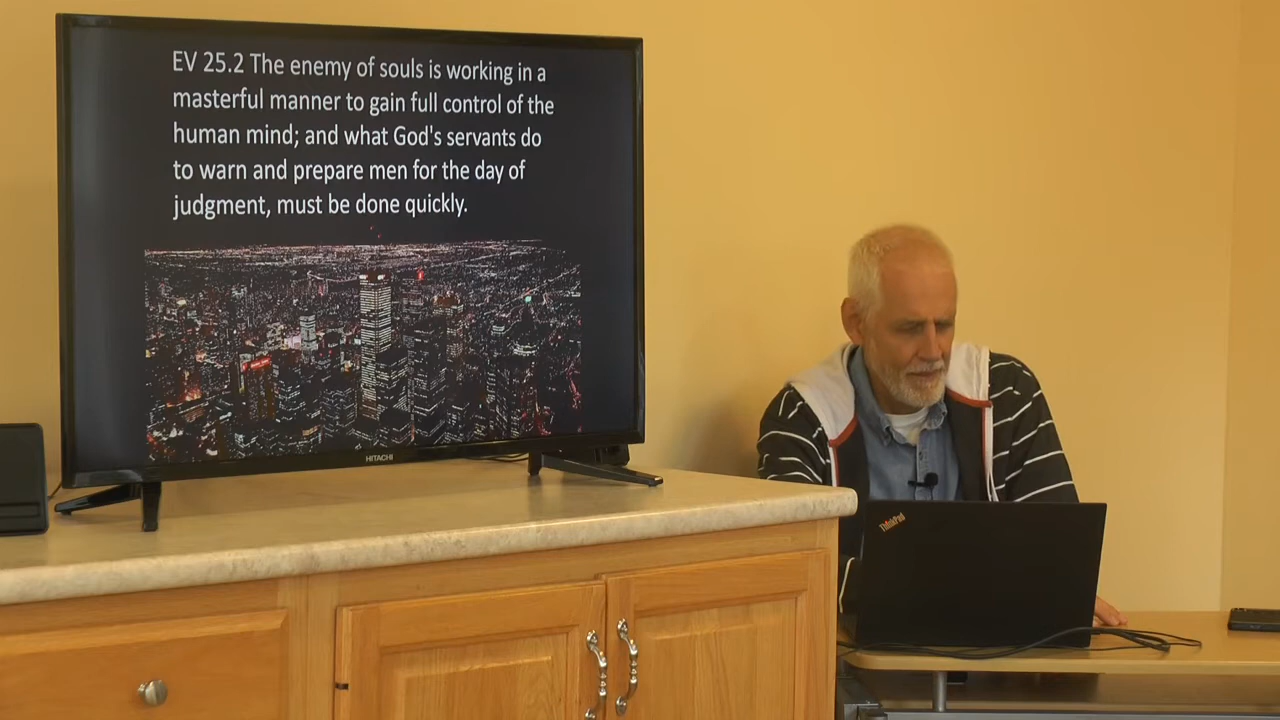 EV 25.2 The enemy of souls is working in a
masterful manner to gain full control of the
human mind; and what God's servants do
to warn and prepare men for the day of
judgment, must be done quickly.
HITACHI
ThinkPad